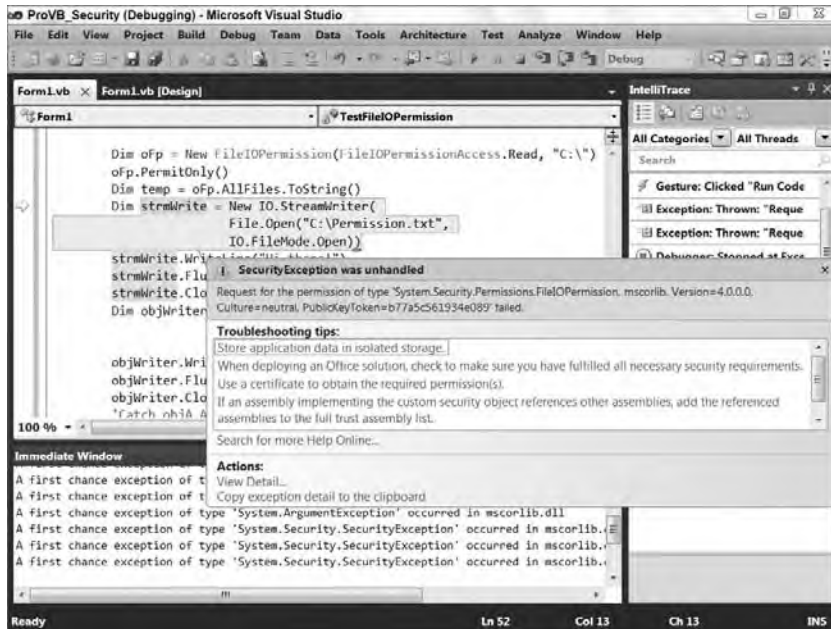 ProVB_Security (Debugging) - Microsoft Visual Studio
File Edit View Project Build Debug Team Data Tools Architecture Test Analyze Window Help
Debug
Form1.vb × Form1.vb [Design]
Form1
TestFileIOPermission
Dim oFp = New FileIOPermission(FileIOPermissionAccess.Read, "C:\")
oFp.PermitOnly()
Dim temp = oFp.AllFiles.ToString()
Dim strmWrite = New IO.StreamWriter(
File.Open("C:\Permission.txt",
IO.FileMode.Open))
strmWrite.WriteLine("Hi there!")
strmWrite.Flu
strmWrite.Clo
Dim objWriter
objWriter.Wri
objWriter.Flu
objWriter.Clo
'Catch objA A
100 %
IntelliTrace
All Categories All Threads
Search
Gesture: Clicked "Run Code
Exception: Thrown: "Reque
Exception: Thrown: "Reque
Debugger: Stopped at Exce
SecurityException was unhandled
Request for the permission of type 'System.Security.Permissions.FileIOPermission, mscorlib, Version=4.0.0.0,
Culture=neutral, PublicKeyToken=b77a5c561934e089' failed.
Troubleshooting tips:
Store application data in isolated storage.
When deploying an Office solution, check to make sure you have fulfilled all necessary security requirements.
Use a certificate to obtain the required permission(s).
If an assembly implementing the custom security object references other assemblies, add the referenced
assemblies to the full trust assembly list.
Search for more Help Online...
Actions:
View Detail...
Copy exception detail to the clipboard
Immediate Window
A first chance exception of t
A first chance exception of t
A first chance exception of type 'System.ArgumentException' occurred in mscorlib.dll
A first chance exception of type 'System.Security.SecurityException' occurred in mscorlib.
A first chance exception of type 'System.Security.SecurityException' occurred in mscorlib.
A first chance exception of type 'System.Security.SecurityException' occurred in mscorlib.
Ready Ln 52 Col 13 Ch 13 INS